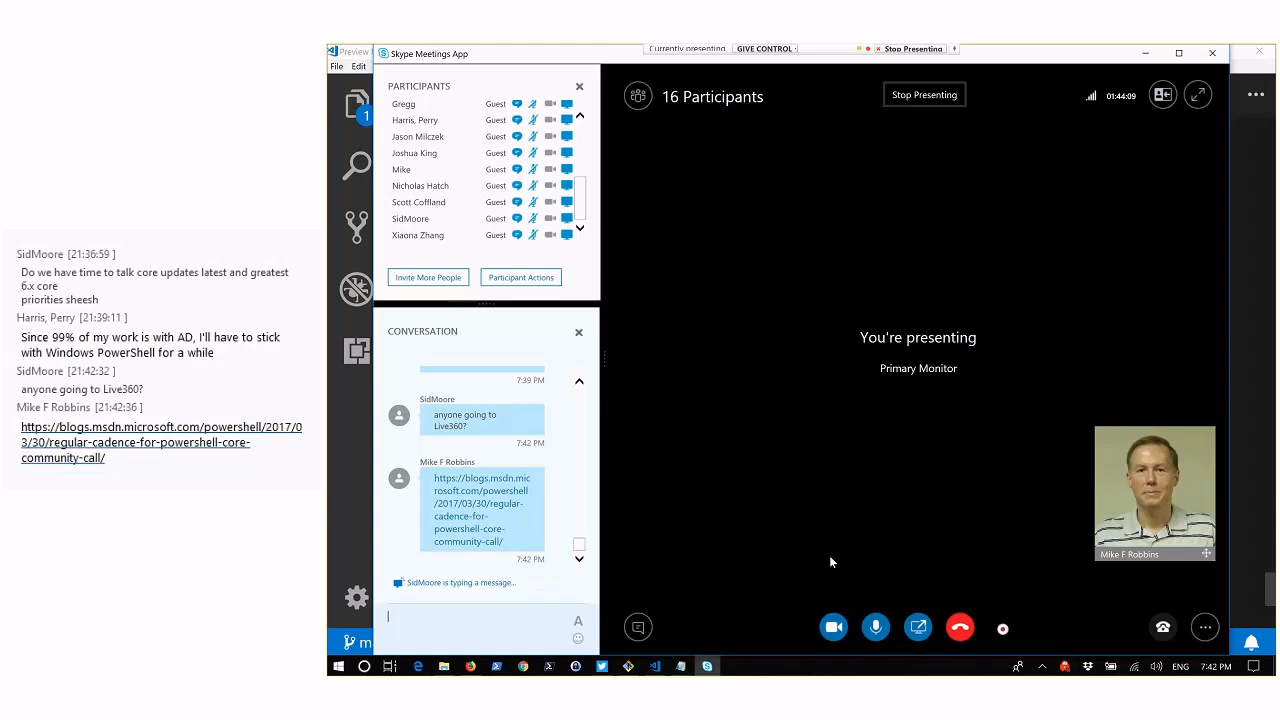 SidMoore [21:36:59 ]
Do we have time to talk core updates latest and greatest
6.x core
priorities sheesh
Harris, Perry [21:39:11 ]
Since 99% of my work is with AD, I'll have to stick
with Windows PowerShell for a while
SidMoore [21:42:32 ]
anyone going to Live360?
Mike F Robbins [21:42:36 ]
https://blogs.msdn.microsoft.com/powershell/2017/0
3/30/regular-cadence-for-powershell-core-
community-call/
Preview
File Edit
1
Skype Meetings App
Currently presenting. GIVE CONTROL Stop Presenting
PARTICIPANTS
Gregg Guest
Harris, Perry Guest
Jason Milczek Guest
Joshua King Guest
Mike Guest
Nicholas Hatch Guest
Scott Coffland Guest
SidMoore Guest
Xiaona Zhang Guest
Invite More People Participant Actions
CONVERSATION
7:39 PM
SidMoore
anyone going to
Live360?
7:42 PM
Mike F Robbins
https://blogs.msdn.mic
rosoft.com/powershell
/2017/03/30/regular-
cadence-for-
powershell-core-
community-call/
7:42 PM
SidMoore is typing a message...
A
16 Participants
Stop Presenting
01:44:09
You're presenting
Primary Monitor
Mike F Robbins
m
ENG 7:42 PM